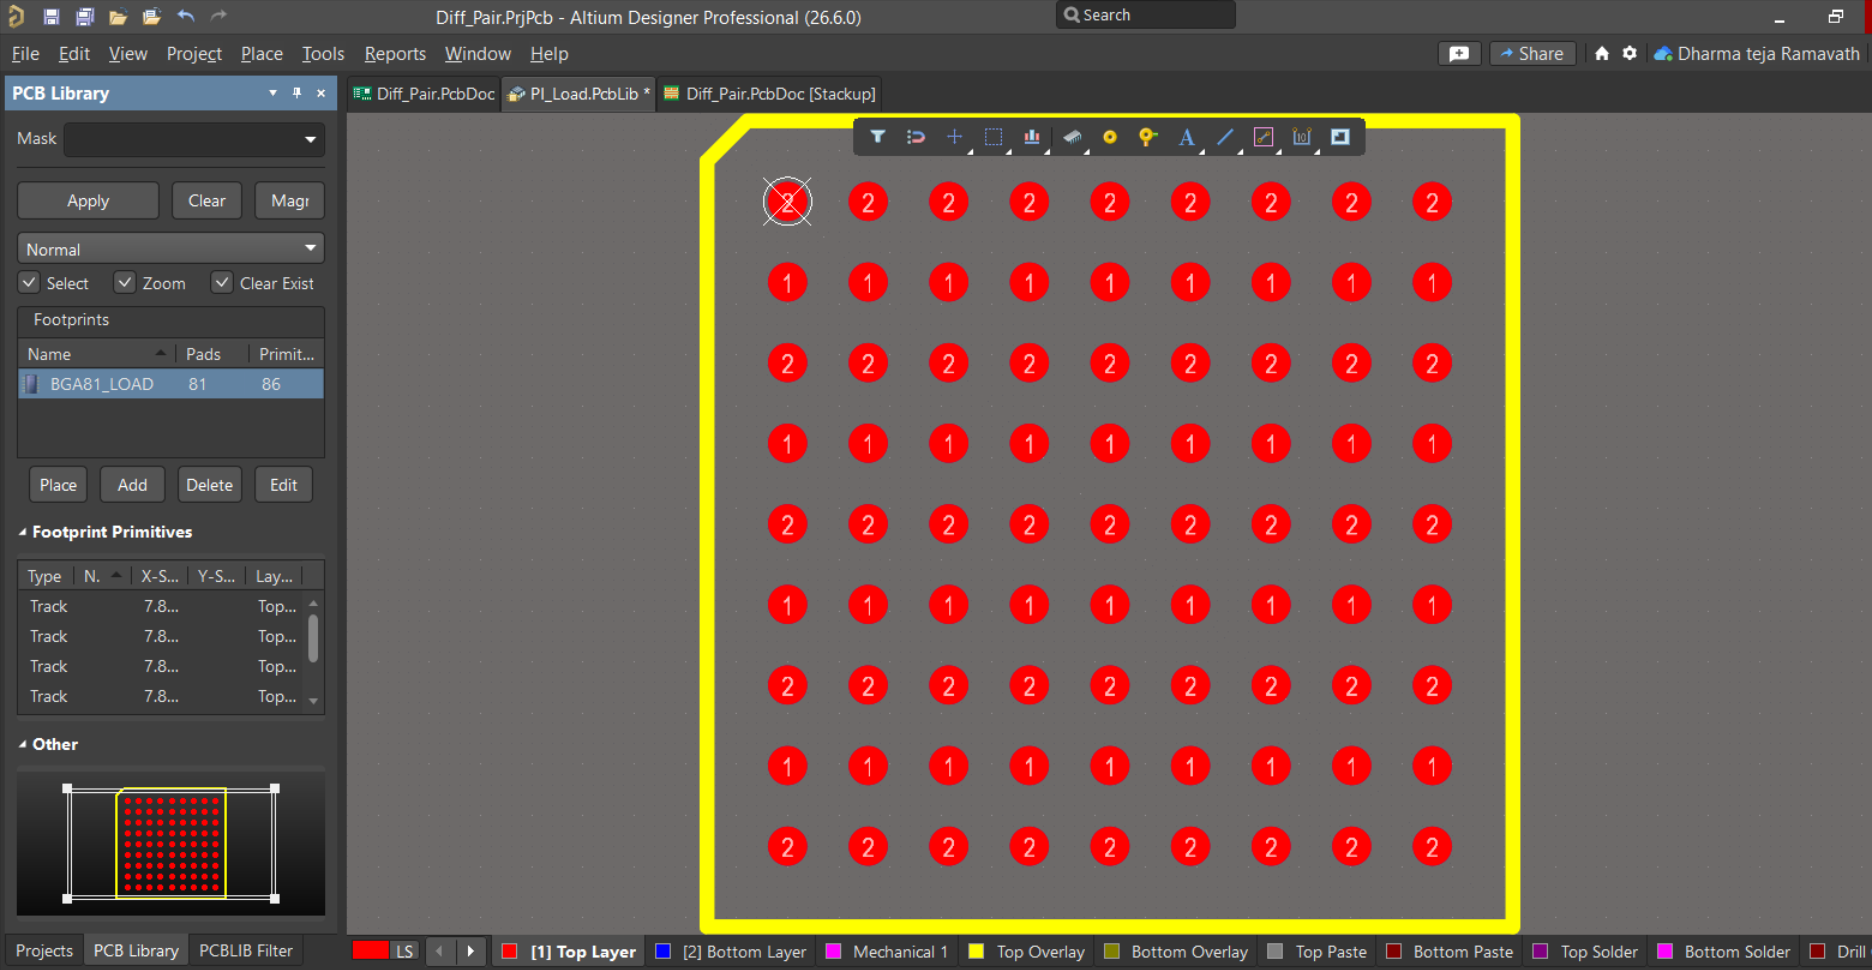 Diff_Pair.PrjPcb - Altium Designer Professional (26.6.0)
Search
File Edit View Project Place Tools Reports Window Help
Share
Dharma teja Ramavath
PCB Library
Diff_Pair.PcbDoc
PI_Load.PcbLib *
Diff_Pair.PcbDoc [Stackup]
Mask
Apply
Clear
Magr
Normal
Select
Zoom
Clear Exist
Footprints
Name Pads Primit...
BGA81_LOAD 81 86
Place
Add
Delete
Edit
Footprint Primitives
Type N. X-S... Y-S... Lay...
Track 7.8... Top...
Track 7.8... Top...
Track 7.8... Top...
Track 7.8... Top...
Other
A
10
2 2 2 2 2 2 2 2 2
1 1 1 1 1 1 1 1 1
2 2 2 2 2 2 2 2 2
1 1 1 1 1 1 1 1 1
2 2 2 2 2 2 2 2 2
1 1 1 1 1 1 1 1 1
2 2 2 2 2 2 2 2 2
1 1 1 1 1 1 1 1 1
2 2 2 2 2 2 2 2 2
Projects
PCB Library
PCBLIB Filter
LS
[1] Top Layer
[2] Bottom Layer
Mechanical 1
Top Overlay
Bottom Overlay
Top Paste
Bottom Paste
Top Solder
Bottom Solder
Drill